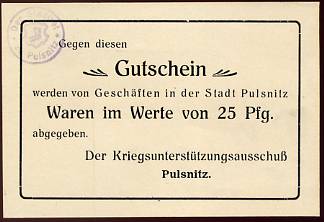 Pulsnitz
Gegen diesen
Gutschein
werden von Geschäften in der Stadt Pulsnitz
Waren im Werte von 25 Pfg.
abgegeben.
Der Kriegsunterstützungsausschuß
Pulsnitz.